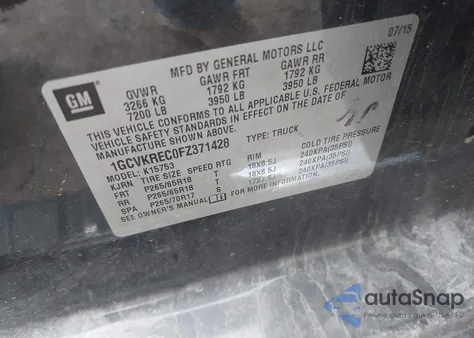 GM
MFD BY GENERAL MOTORS LLC
07/15
GVWR GAWR FRT GAWR RR
3266 KG 1792 KG 1792 KG
7200 LB 3950 LB 3950 LB
THIS VEHICLE CONFORMS TO ALL APPLICABLE U.S. FEDERAL MOTOR
VEHICLE SAFETY STANDARDS IN EFFECT ON THE DATE OF
MANUFACTURE SHOWN ABOVE.
1GCVKREC0FZ371428 TYPE: TRUCK
MODEL: K15753
KJRN TIRE SIZE SPEED RTG RIM COLD TIRE PRESSURE
FRT P265/65R18 T 18X8.5J 240KPA(35PSI)
RR P265/65R18 T 18X8.5J 240KPA(35PSI)
SPA P265/70R17 S 240KPA(35PSI)
SEE OWNER'S MANUAL FOR INFORMATION.
autoSnap
Pewne auta z USA